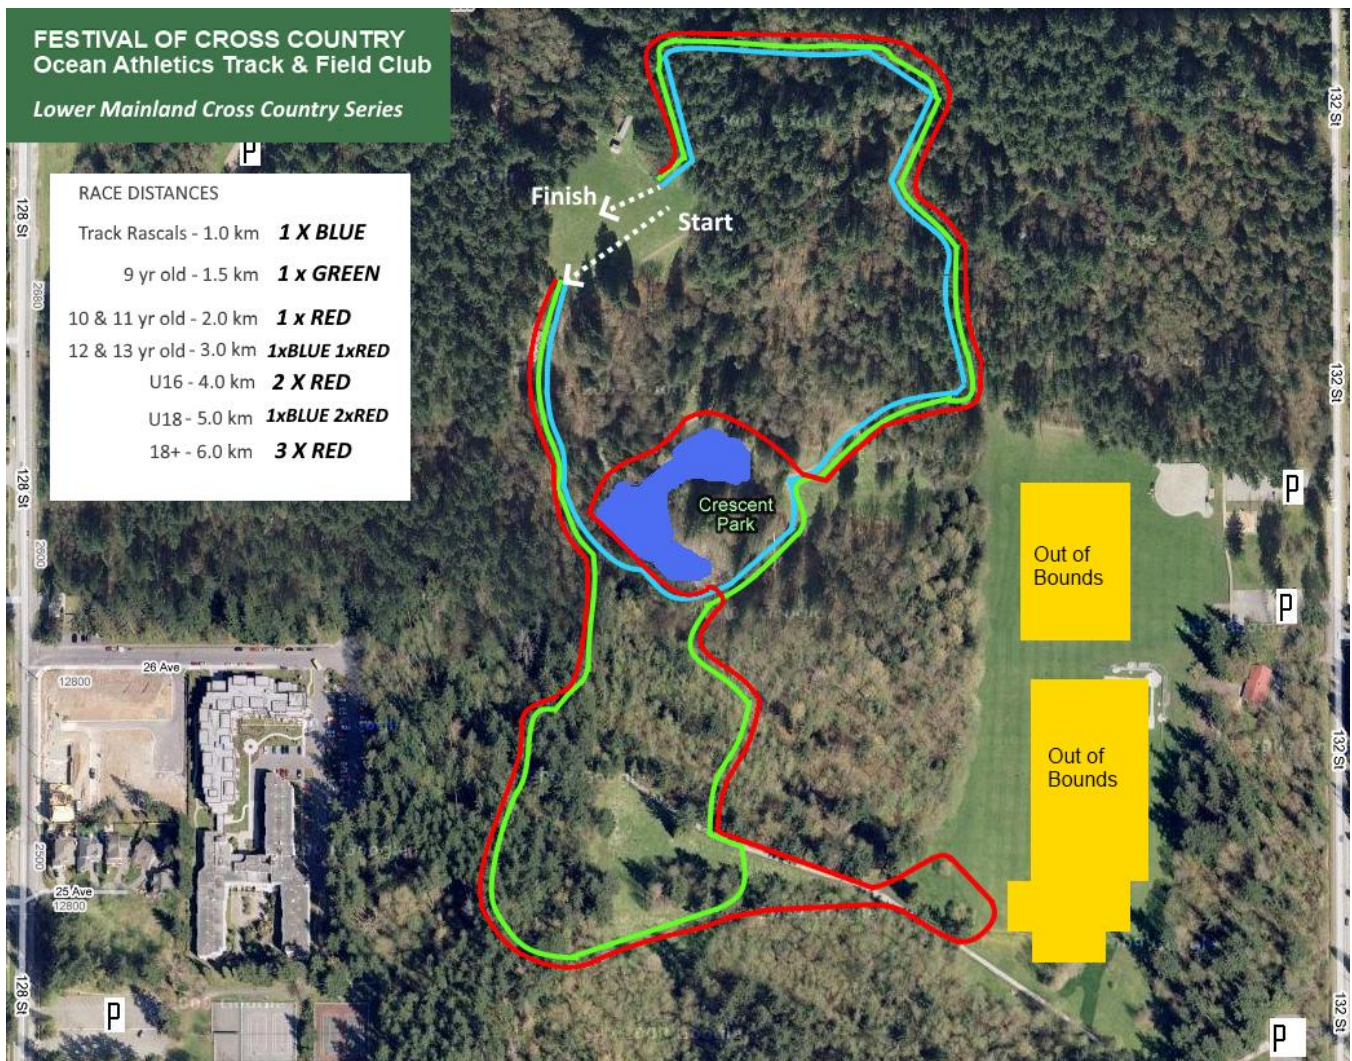 FESTIVAL OF CROSS COUNTRY
Ocean Athletics Track & Field Club
Lower Mainland Cross Country Series
P
RACE DISTANCES
Track Rascals - 1.0 km 1 X BLUE
9 yr old - 1.5 km 1 x GREEN
10 & 11 yr old - 2.0 km 1 x RED
12 & 13 yr old - 3.0 km 1xBLUE 1xRED
U16 - 4.0 km 2 X RED
U18 - 5.0 km 1xBLUE 2xRED
18+ - 6.0 km 3 X RED
Finish
Start
132 St
128 St
2680
132 St
128 St
Crescent
Park
P
2600
Out of
Bounds
P
26 Ave
12800
132 St
Out of
Bounds
2500
25 Ave
12800
128 St
132 St
P
P